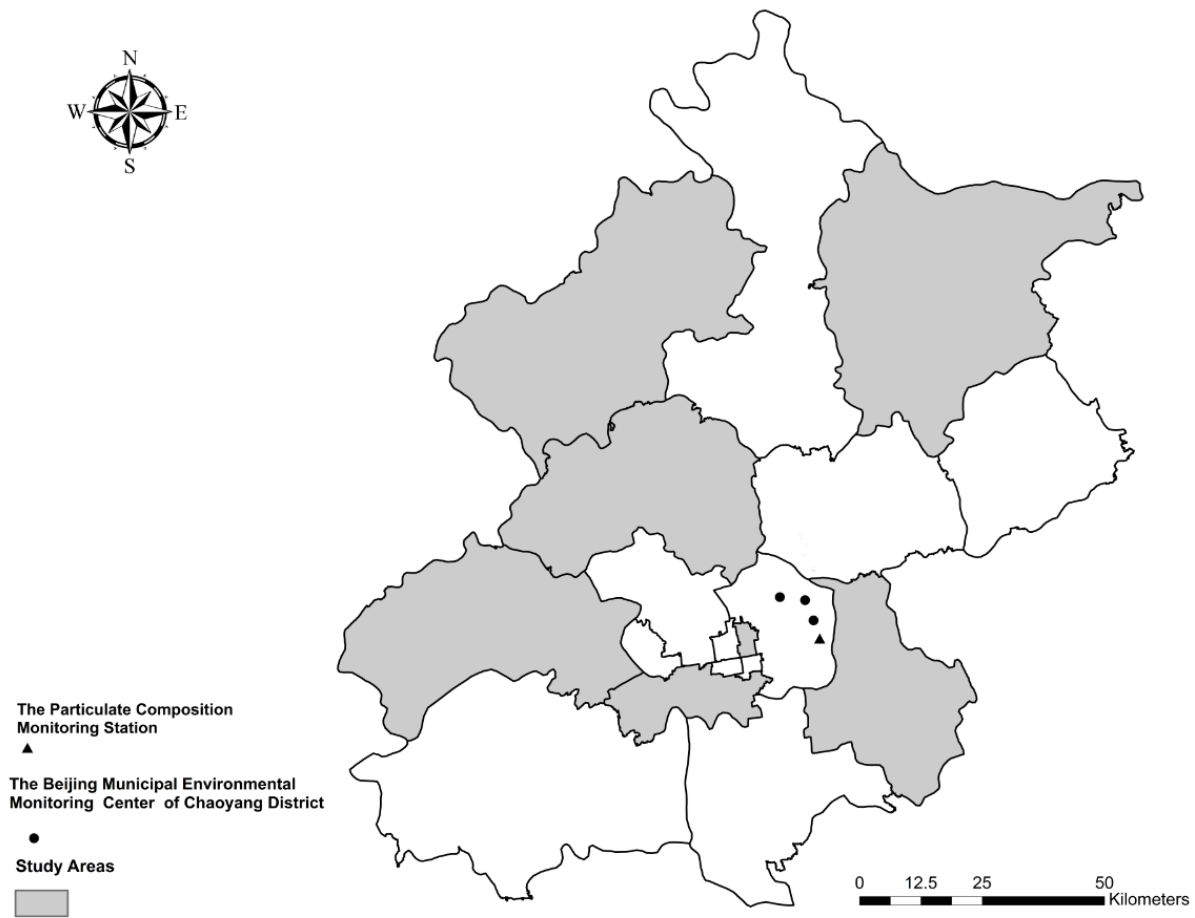 N
W E
S
The Particulate Composition
Monitoring Station
The Beijing Municipal Environmental
Monitoring Center of Chaoyang District
Study Areas
0 12.5 25 50
Kilometers